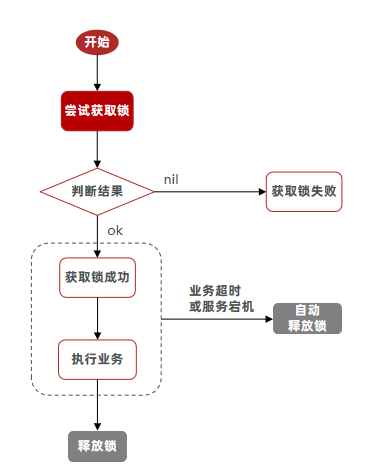 开始
尝试获取锁
判断结果
nil
获取锁失败
ok
获取锁成功
业务超时
或服务宕机
自动
释放锁
执行业务
释放锁